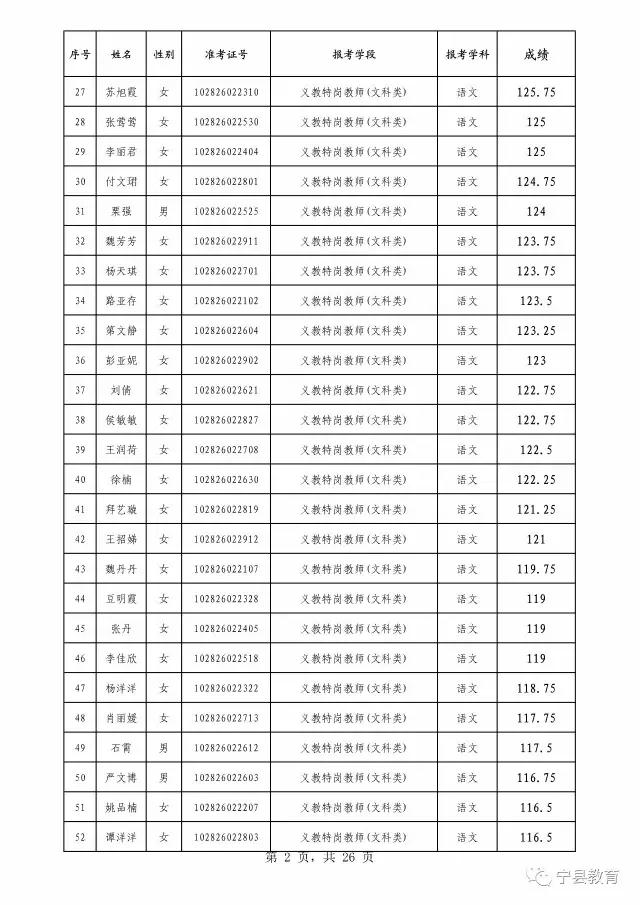 序号 姓名 性别 准考证号 报考学段 报考学科 成绩
27 苏旭霞 女 102826022310 义教特岗教师(文科类) 语文 125.75
28 张莺莺 女 102826022530 义教特岗教师(文科类) 语文 125
29 李丽君 女 102826022404 义教特岗教师(文科类) 语文 125
30 付文珺 女 102826022801 义教特岗教师(文科类) 语文 124.75
31 栗强 男 102826022525 义教特岗教师(文科类) 语文 124
32 魏芳芳 女 102826022911 义教特岗教师(文科类) 语文 123.75
33 杨天琪 女 102826022701 义教特岗教师(文科类) 语文 123.75
34 路亚存 女 102826022102 义教特岗教师(文科类) 语文 123.5
35 第文静 女 102826022604 义教特岗教师(文科类) 语文 123.25
36 彭亚妮 女 102826022902 义教特岗教师(文科类) 语文 123
37 刘倩 女 102826022621 义教特岗教师(文科类) 语文 122.75
38 侯敏敏 女 102826022827 义教特岗教师(文科类) 语文 122.75
39 王润荷 女 102826022708 义教特岗教师(文科类) 语文 122.5
40 徐楠 女 102826022630 义教特岗教师(文科类) 语文 122.25
41 拜艺璇 女 102826022819 义教特岗教师(文科类) 语文 121.25
42 王招娣 女 102826022912 义教特岗教师(文科类) 语文 121
43 魏丹丹 女 102826022107 义教特岗教师(文科类) 语文 119.75
44 豆明霞 女 102826022328 义教特岗教师(文科类) 语文 119
45 张丹 女 102826022405 义教特岗教师(文科类) 语文 119
46 李佳欣 女 102826022518 义教特岗教师(文科类) 语文 119
47 杨洋洋 女 102826022322 义教特岗教师(文科类) 语文 118.75
48 肖丽媛 女 102826022713 义教特岗教师(文科类) 语文 117.75
49 石霄 男 102826022612 义教特岗教师(文科类) 语文 117.5
50 严文博 男 102826022603 义教特岗教师(文科类) 语文 116.75
51 姚品楠 女 102826022207 义教特岗教师(文科类) 语文 116.5
52 谭洋洋 女 102826022803 义教特岗教师(文科类) 语文 116.5
第 2 页，共 26 页
宁县教育